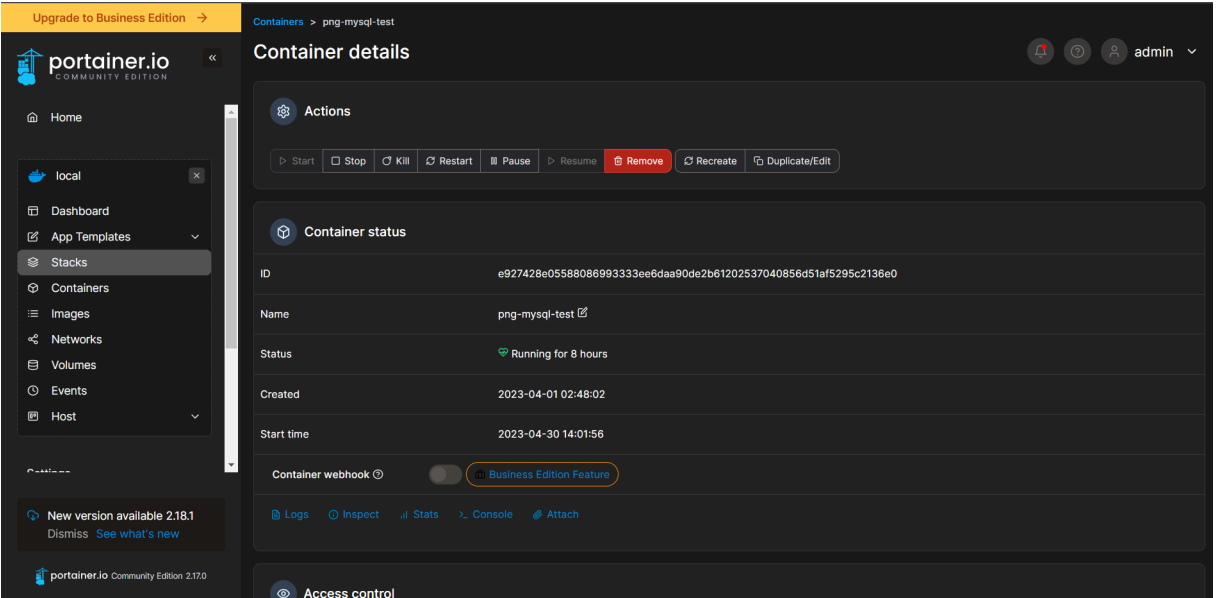 Upgrade to Business Edition →
portainer.io
COMMUNITY EDITION
«
Home
local
Dashboard
App Templates
Stacks
Containers
Images
Networks
Volumes
Events
Host
Settings
New version available 2.18.1
Dismiss See what's new
portainer.io Community Edition 2.17.0
Containers > png-mysql-test
Container details
admin
Actions
Start Stop Kill Restart Pause Resume Remove Recreate Duplicate/Edit
Container status
ID e927428e05588086993333ee6daa90de2b61202537040856d51af5295c2136e0
Name png-mysql-test
Status Running for 8 hours
Created 2023-04-01 02:48:02
Start time 2023-04-30 14:01:56
Container webhook Business Edition Feature
Logs Inspect Stats >_ Console Attach
Access control